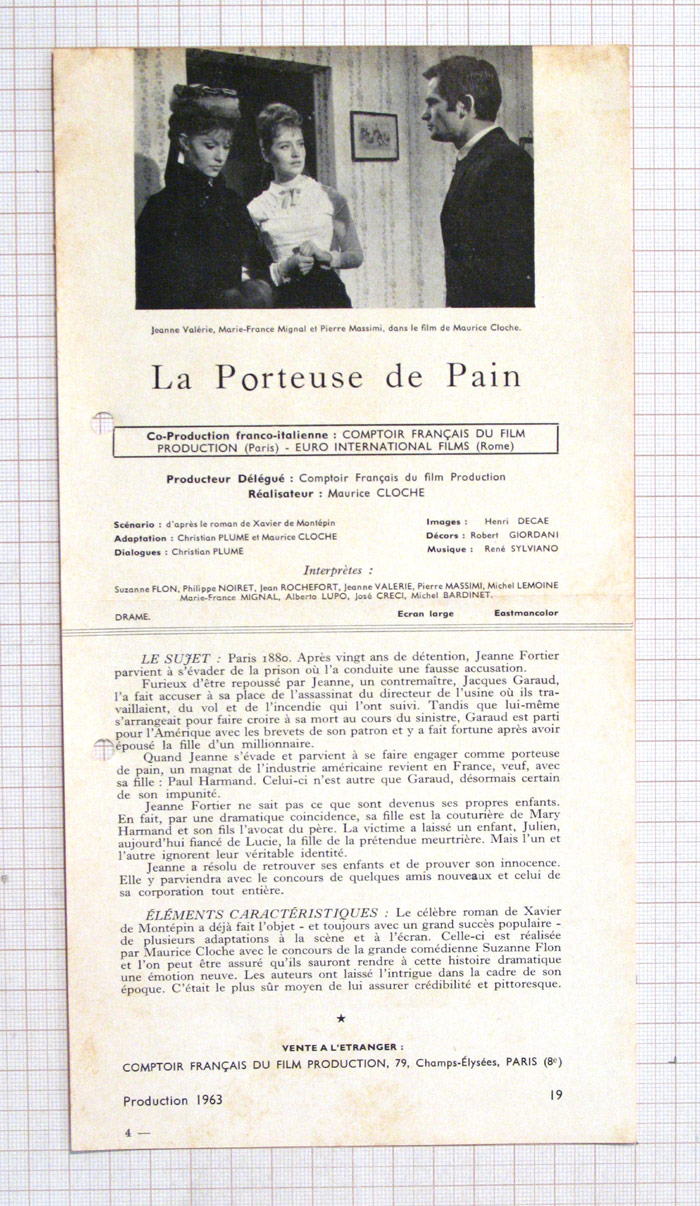 Jeanne Valérie, Marie-France Mignal et Pierre Massimi, dans le film de Maurice Cloche.
La Porteuse de Pain
Co-Production franco-italienne : COMPTOIR FRANÇAIS DU FILM
PRODUCTION (Paris) - EURO INTERNATIONAL FILMS (Rome)
Producteur Délégué : Comptoir Français du film Production
Réalisateur : Maurice CLOCHE
Scénario : d'après le roman de Xavier de Montépin
Adaptation : Christian PLUME et Maurice CLOCHE
Dialogues : Christian PLUME
Images : Henri DECAE
Décors : Robert GIORDANI
Musique : René SYLVIANO
Interprètes :
Suzanne FLON, Philippe NOIRET, Jean ROCHEFORT, Jeanne VALERIE, Pierre MASSIMI, Michel LEMOINE
Marie-France MIGNAL, Alberto LUPO, José CRECI, Michel BARDINET.
DRAME. Ecran large Eastmancolor
LE SUJET : Paris 1880. Après vingt ans de détention, Jeanne Fortier
parvient à s'évader de la prison où l'a conduite une fausse accusation.
Furieux d'être repoussé par Jeanne, un contremaître, Jacques Garaud,
l'a fait accuser à sa place de l'assassinat du directeur de l'usine où ils tra-
vaillaient, du vol et de l'incendie qui l'ont suivi. Tandis que lui-même
s'arrangeait pour faire croire à sa mort au cours du sinistre, Garaud est parti
pour l'Amérique avec les brevets de son patron et y a fait fortune après avoir
épousé la fille d'un millionnaire.
Quand Jeanne s'évade et parvient à se faire engager comme porteuse
de pain, un magnat de l'industrie américaine revient en France, veuf, avec
sa fille : Paul Harmand. Celui-ci n'est autre que Garaud, désormais certain
de son impunité.
Jeanne Fortier ne sait pas ce que sont devenus ses propres enfants.
En fait, par une dramatique coincidence, sa fille est la couturière de Mary
Harmand et son fils l'avocat du père. La victime a laissé un enfant, Julien,
aujourd'hui fiancé de Lucie, la fille de la prétendue meurtrière. Mais l'un et
l'autre ignorent leur véritable identité.
Jeanne a résolu de retrouver ses enfants et de prouver son innocence.
Elle y parviendra avec le concours de quelques amis nouveaux et celui de
sa corporation tout entière.
ÉLÉMENTS CARACTÉRISTIQUES : Le célèbre roman de Xavier
de Montépin a déjà fait l'objet - et toujours avec un grand succès populaire -
de plusieurs adaptations à la scène et à l'écran. Celle-ci est réalisée
par Maurice Cloche avec le concours de la grande comédienne Suzanne Flon
et l'on peut être assuré qu'ils sauront rendre à cette histoire dramatique
une émotion neuve. Les auteurs ont laissé l'intrigue dans la cadre de son
époque. C'était le plus sûr moyen de lui assurer crédibilité et pittoresque.
★
VENTE A L'ETRANGER :
COMPTOIR FRANÇAIS DU FILM PRODUCTION, 79, Champs-Élysées, PARIS (8e)
Production 1963 19
4 —